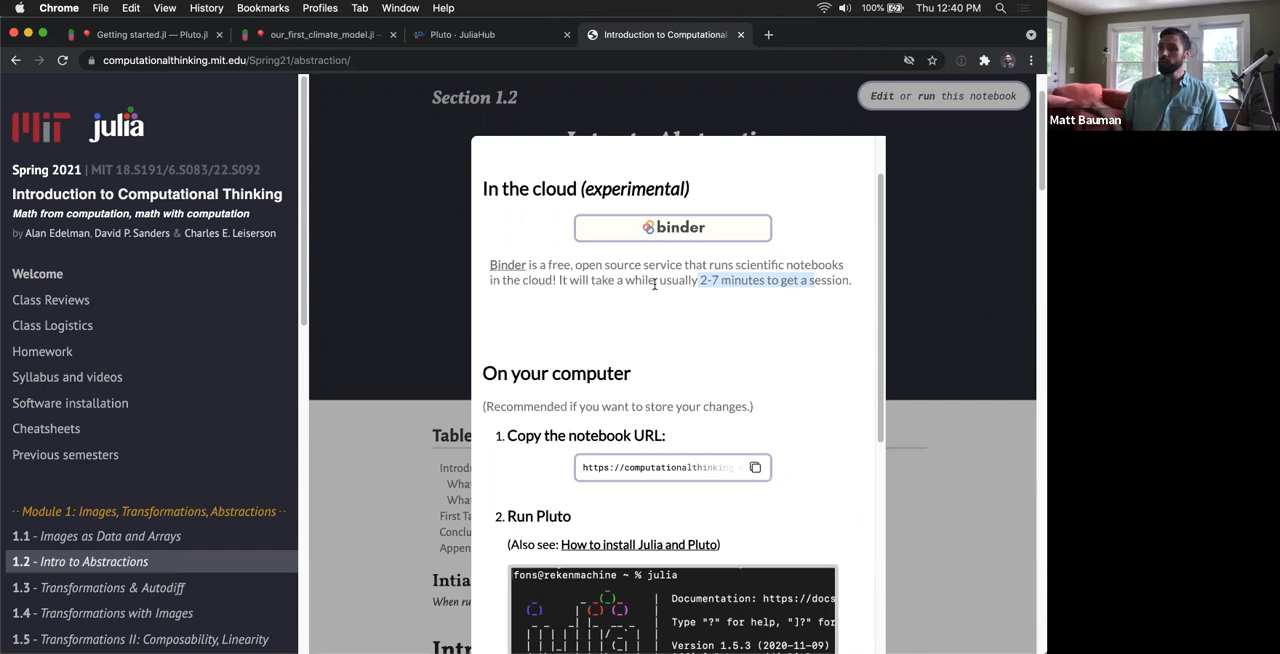 Chrome File Edit View History Bookmarks Profiles Tab Window Help 100% Thu 12:40 PM
Getting started.jl — Pluto.jl × our_first_climate_model.jl × Pluto · JuliaHub × Introduction to Computational ×
computationalthinking.mit.edu/Spring21/abstraction/
MIT julia
Spring 2021 | MIT 18.S191/6.S083/22.S092
Introduction to Computational Thinking
Math from computation, math with computation
by Alan Edelman, David P. Sanders & Charles E. Leiserson
Welcome
Class Reviews
Class Logistics
Homework
Syllabus and videos
Software installation
Cheatsheets
Previous semesters
-- Module 1: Images, Transformations, Abstractions --
1.1 - Images as Data and Arrays
1.2 - Intro to Abstractions
1.3 - Transformations & Autodiff
1.4 - Transformations with Images
1.5 - Transformations II: Composability, Linearity
Section 1.2
Edit or run this notebook
In the cloud (experimental)
binder
Binder is a free, open source service that runs scientific notebooks
in the cloud! It will take a while, usually 2-7 minutes to get a session.
On your computer
(Recommended if you want to store your changes.)
1. Copy the notebook URL:
https://computationalthinking
2. Run Pluto
(Also see: How to install Julia and Pluto)
fons@rekenmachine ~ % julia
Documentation: https://docs
Type "?" for help, "]?" for
Version 1.5.3 (2020-11-09)
Table
Introd
What
What
First Ta
Conclu
Appen
Intia
When ru
Intr
Matt Bauman